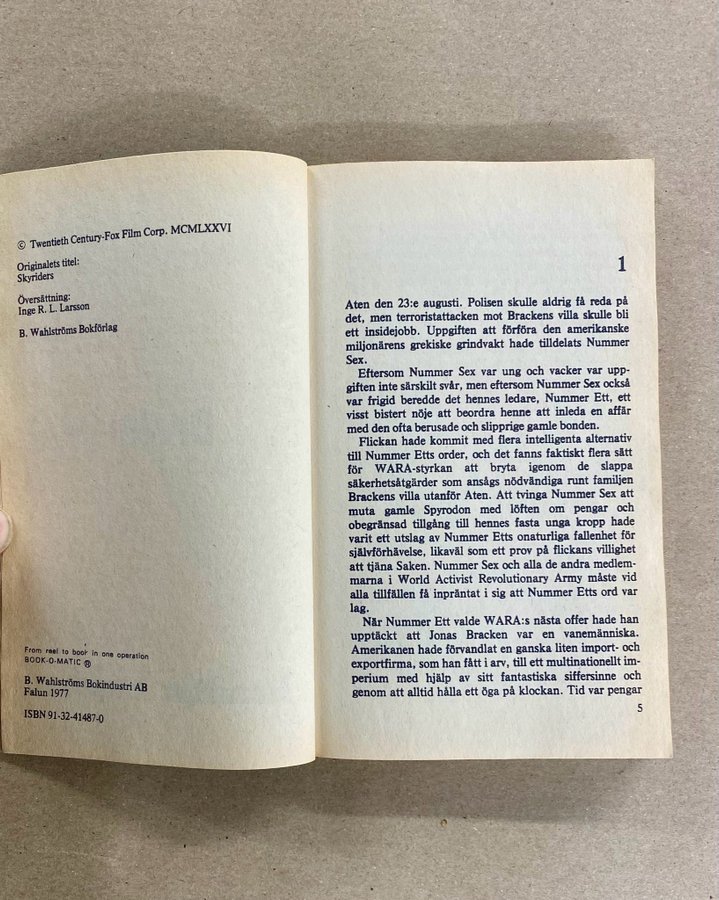 © Twentieth Century-Fox Film Corp. MCMLXXVI
Originalets titel:
Skyriders
Översättning:
Inge R. L. Larsson
B. Wahlströms Bokförlag
From reel to book in one operation
BOOK-O-MATIC ®
B. Wahlströms Bokindustri AB
Falun 1977
ISBN 91-32-41487-0
1
Aten den 23:e augusti. Polisen skulle aldrig få reda på
det, men terroristattacken mot Brackens villa skulle bli
ett insidejobb. Uppgiften att förföra den amerikanske
miljonärens grekiske grindvakt hade tilldelats Nummer
Sex.
Eftersom Nummer Sex var ung och vacker var upp-
giften inte särskilt svår, men eftersom Nummer Sex också
var frigid beredde det hennes ledare, Nummer Ett, ett
visst bistert nöje att beordra henne att inleda en affär
med den ofta berusade och slipprige gamle bonden.
Flickan hade kommit med flera intelligenta alternativ
till Nummer Etts order, och det fanns faktiskt flera sätt
för WARA-styrkan att bryta igenom de slappa
säkerhetsåtgärder som ansågs nödvändiga runt familjen
Brackens villa utanför Aten. Att tvinga Nummer Sex att
muta gamle Spyrodon med löften om pengar och
obegränsad tillgång till hennes fasta unga kropp hade
varit ett utslag av Nummer Etts onaturliga fallenhet för
självförhävelse, likaväl som ett prov på flickans villighet
att tjäna Saken. Nummer Sex och alla de andra medlem-
marna i World Activist Revolutionary Army måste vid
alla tillfällen få inpräntat i sig att Nummer Etts ord var
lag.
När Nummer Ett valde WARA:s nästa offer hade han
upptäckt att Jonas Bracken var en vanemänniska.
Amerikanen hade förvandlat en ganska liten import- och
exportfirma, som han fått i arv, till ett multinationellt im-
perium med hjälp av sitt fantastiska siffersinne och
genom att alltid hålla ett öga på klockan. Tid var pengar
5